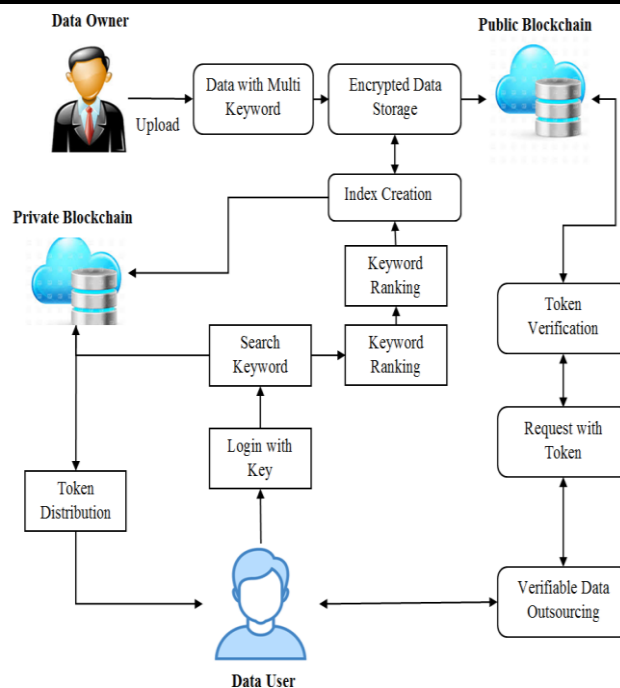 Data Owner
Public Blockchain
Data with Multi
Keyword
Encrypted Data
Storage
Upload
Index Creation
Private Blockchain
Keyword
Ranking
Token
Verification
Search
Keyword
Keyword
Ranking
Login with
Key
Request with
Token
Token
Distribution
Verifiable Data
Outsourcing
Data User